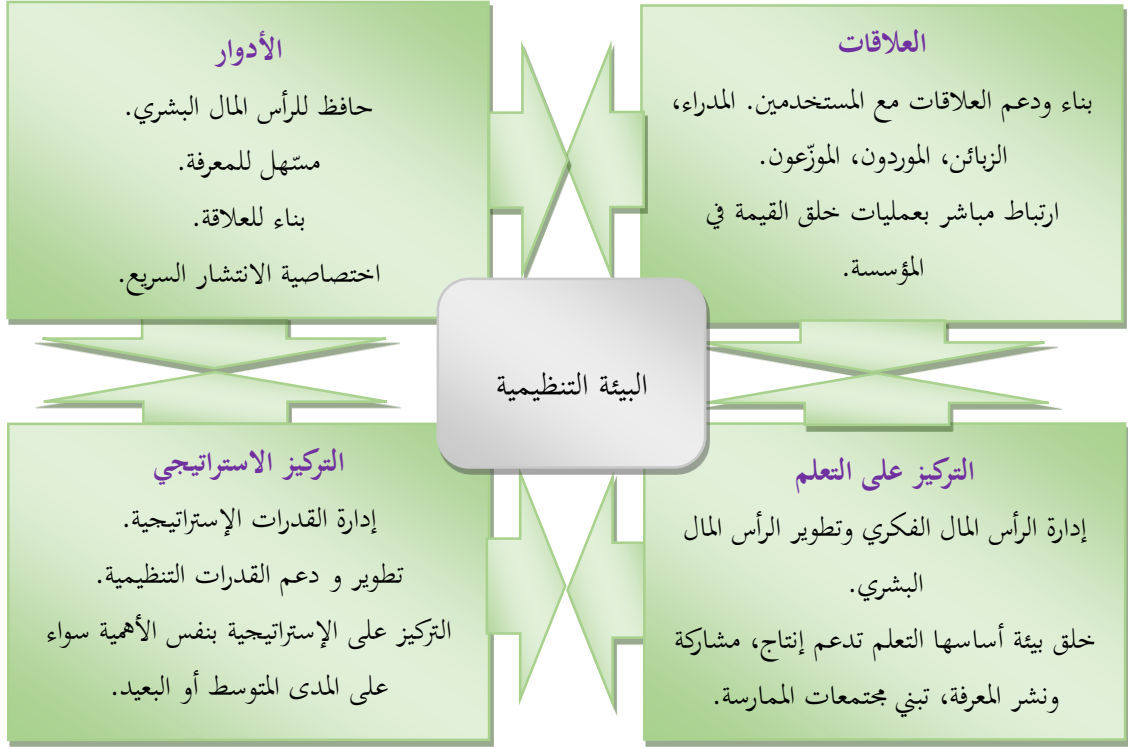 العلاقات
بناء ودعم العلاقات مع المستخدمين. المدراء،
الزبائن، الموردون، الموزّعون.
ارتباط مباشر بعمليات خلق القيمة في
المؤسسة.
الأدوار
حافظ للرأس المال البشري.
مسّهل للمعرفة.
بناء للعلاقة.
اختصاصية الانتشار السريع.
البيئة التنظيمية
التركيز على التعلم
إدارة الرأس المال الفكري وتطوير الرأس المال
البشري.
خلق بيئة أساسها التعلم تدعم إنتاج، مشاركة
ونشر المعرفة، تبني مجتمعات الممارسة.
التركيز الاستراتيجي
إدارة القدرات الإستراتيجية.
تطوير و دعم القدرات التنظيمية.
التركيز على الإستراتيجية بنفس الأهمية سواء
على المدى المتوسط أو البعيد.